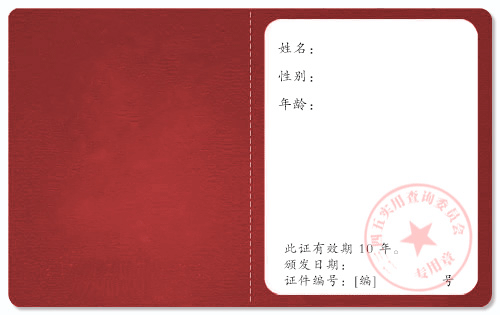 姓名：
性别：
年龄：
此证有效期 10 年。
颁发日期：
证件编号：[编] 号
四五实用查询委员会
专用章